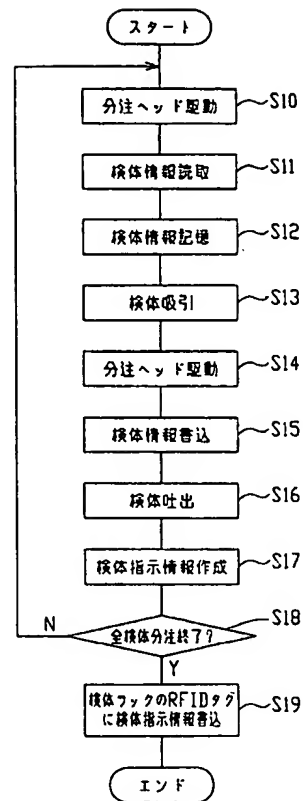 スタート
分注ヘッド駆動
S10
検体情報読取
S11
検体情報記憶
S12
検体吸引
S13
分注ヘッド駆動
S14
検体情報書込
S15
検体吐出
S16
検体指示情報作成
S17
全検体分注終了?
S18
N
Y
検体ラックのRFIDタグ
に検体指示情報書込
S19
エンド